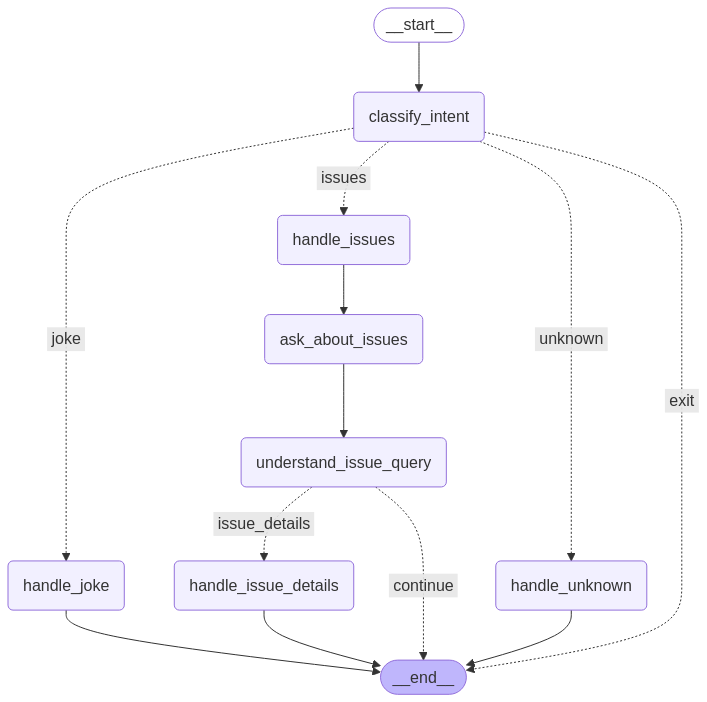 __start__
classify_intent
issues
handle_issues
joke
ask_about_issues
unknown
exit
understand_issue_query
issue_details
handle_joke
handle_issue_details
continue
handle_unknown
__end__